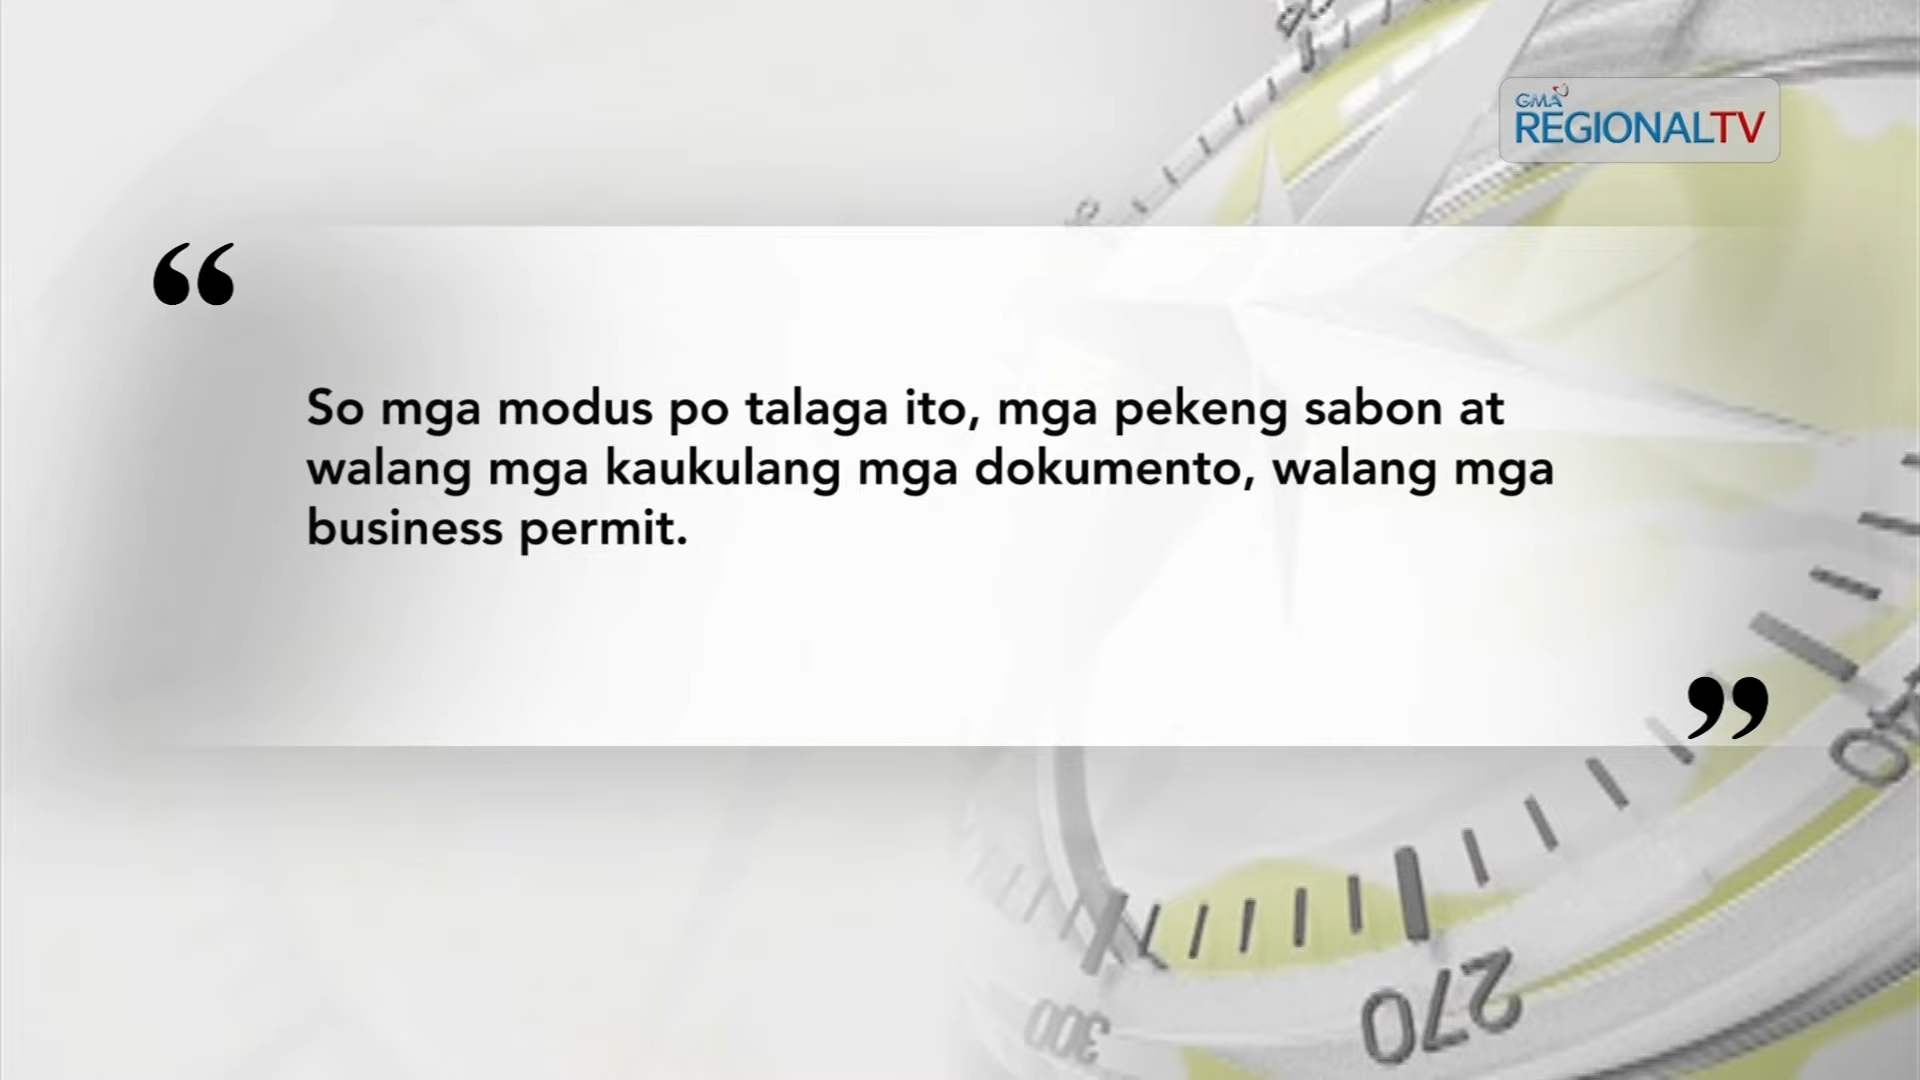 GMA
REGIONALTV
“
So mga modus po talaga ito, mga pekeng sabon at
walang mga kaukulang mga dokumento, walang mga
business permit.
”
270
300